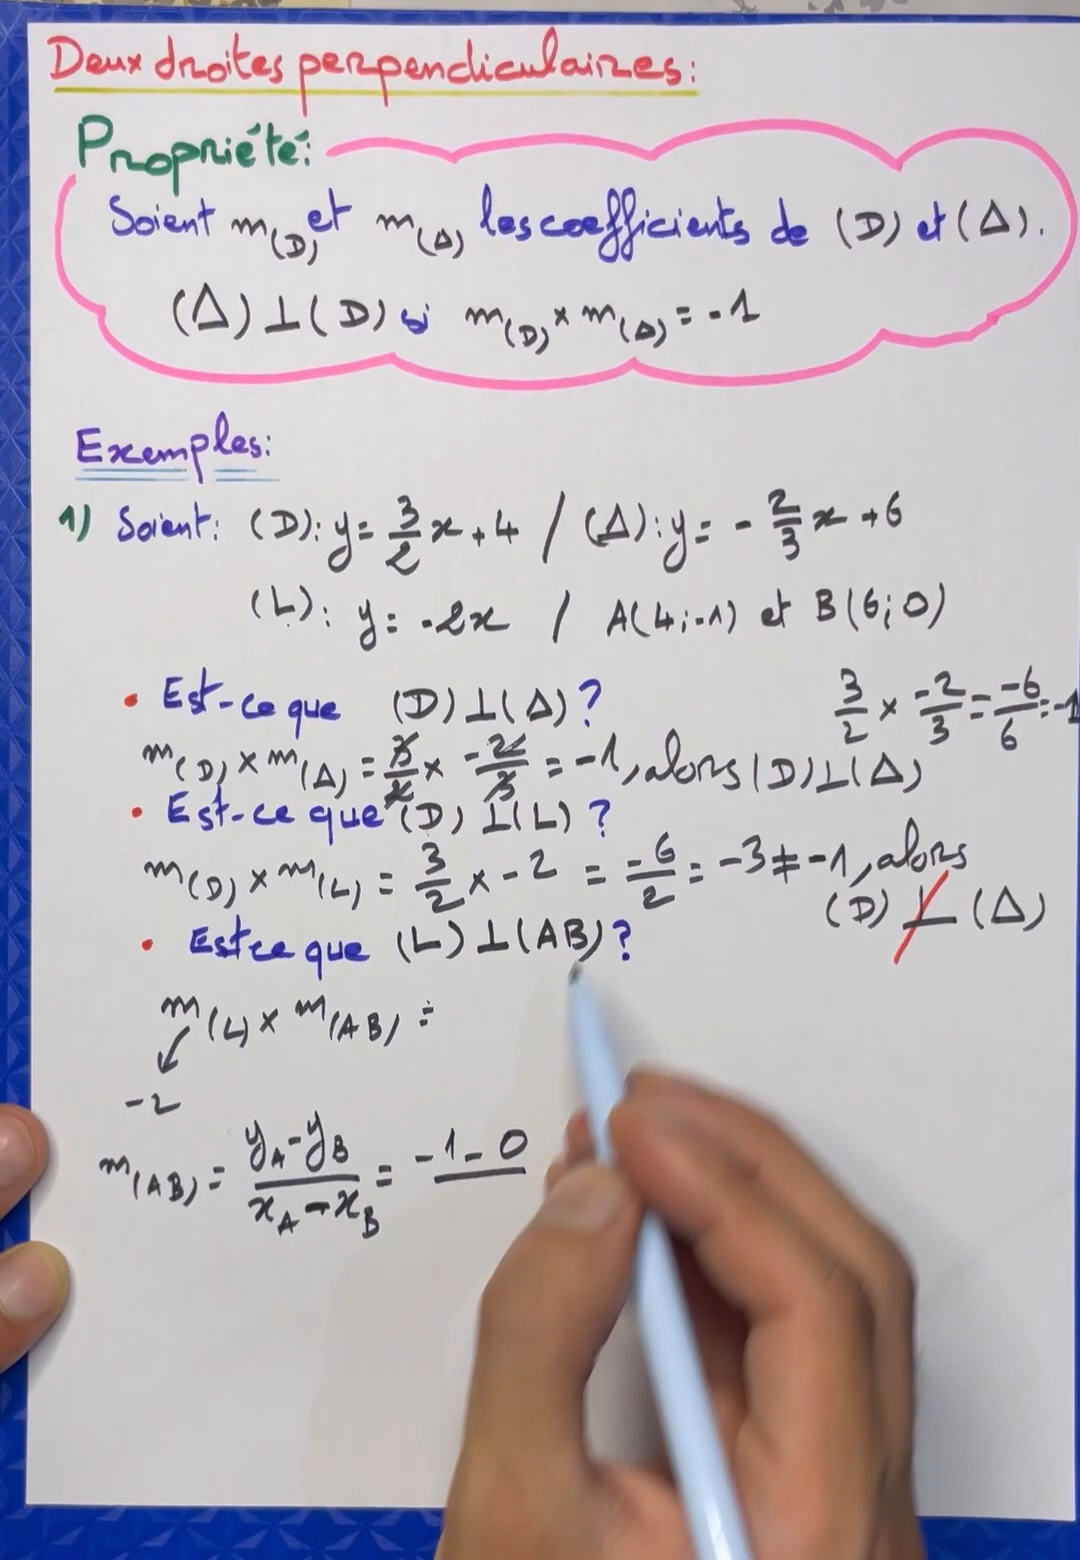 Deux droites perpendiculaires:
Propriété:
Soient m(D) et m(Δ) les coefficients de (D) et (Δ).
(Δ)⊥(D) si m(D) × m(Δ) = -1
Exemples:
1) Soient: (D): y = 3/2 x + 4 / (Δ): y = -2/3 x + 6
(L): y = -2x / A(4;-1) et B(6;0)
• Est-ce que (D)⊥(Δ)?
3/2 × -2/3 = -6/6 = -1
m(D) × m(Δ) = 3/2 × -2/3 = -1, alors (D)⊥(Δ)
• Est-ce que (D)⊥(L)?
m(D) × m(L) = 3/2 × -2 = -6/2 = -3 ≠ -1, alors
(D) ⊥ (Δ)
• Est ce que (L)⊥(AB)?
m(L) × m(AB) =
-2
m(AB) = yA - yB / xA - xB = -1 - 0